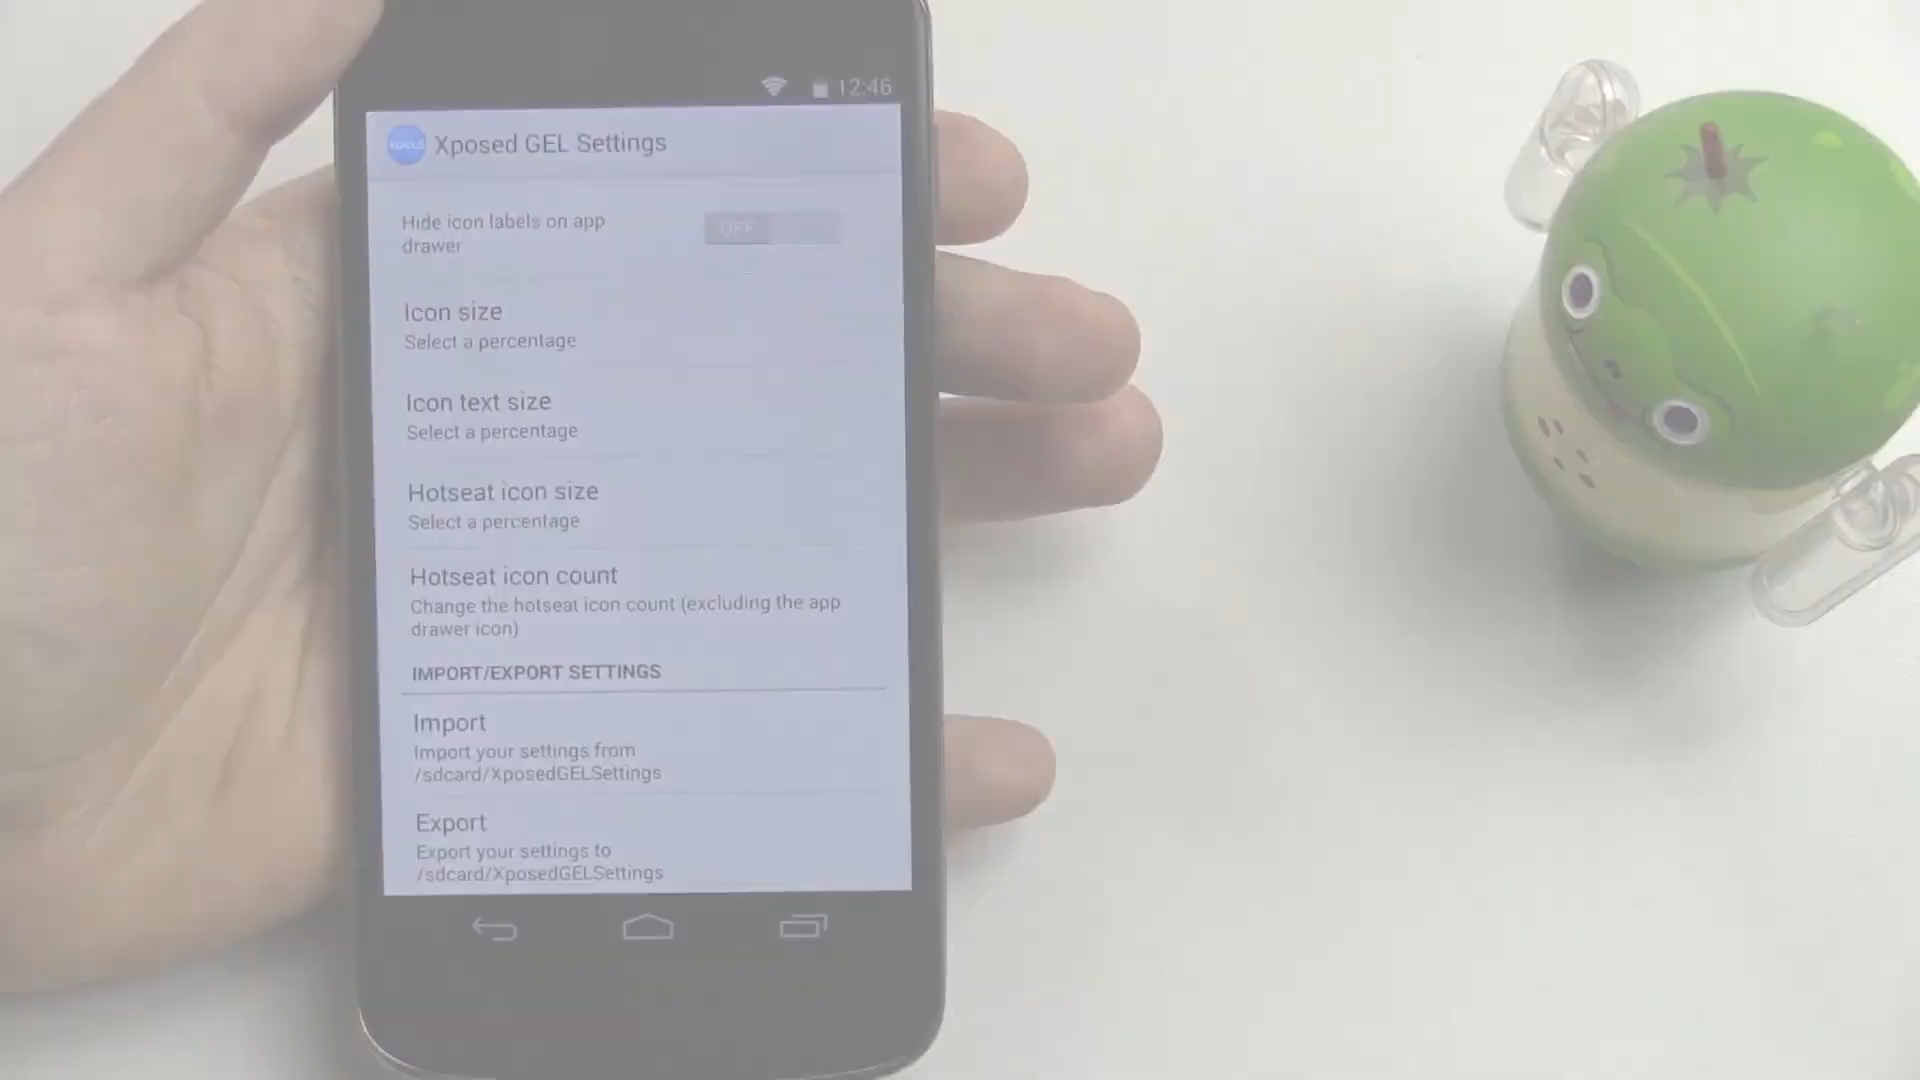 12:46
Xposed GEL Settings
Hide icon labels on app
drawer
OFF
Icon size
Select a percentage
Icon text size
Select a percentage
Hotseat icon size
Select a percentage
Hotseat icon count
Change the hotseat icon count (excluding the app
drawer icon)
IMPORT/EXPORT SETTINGS
Import
Import your settings from
/sdcard/XposedGELSettings
Export
Export your settings to
/sdcard/XposedGELSettings